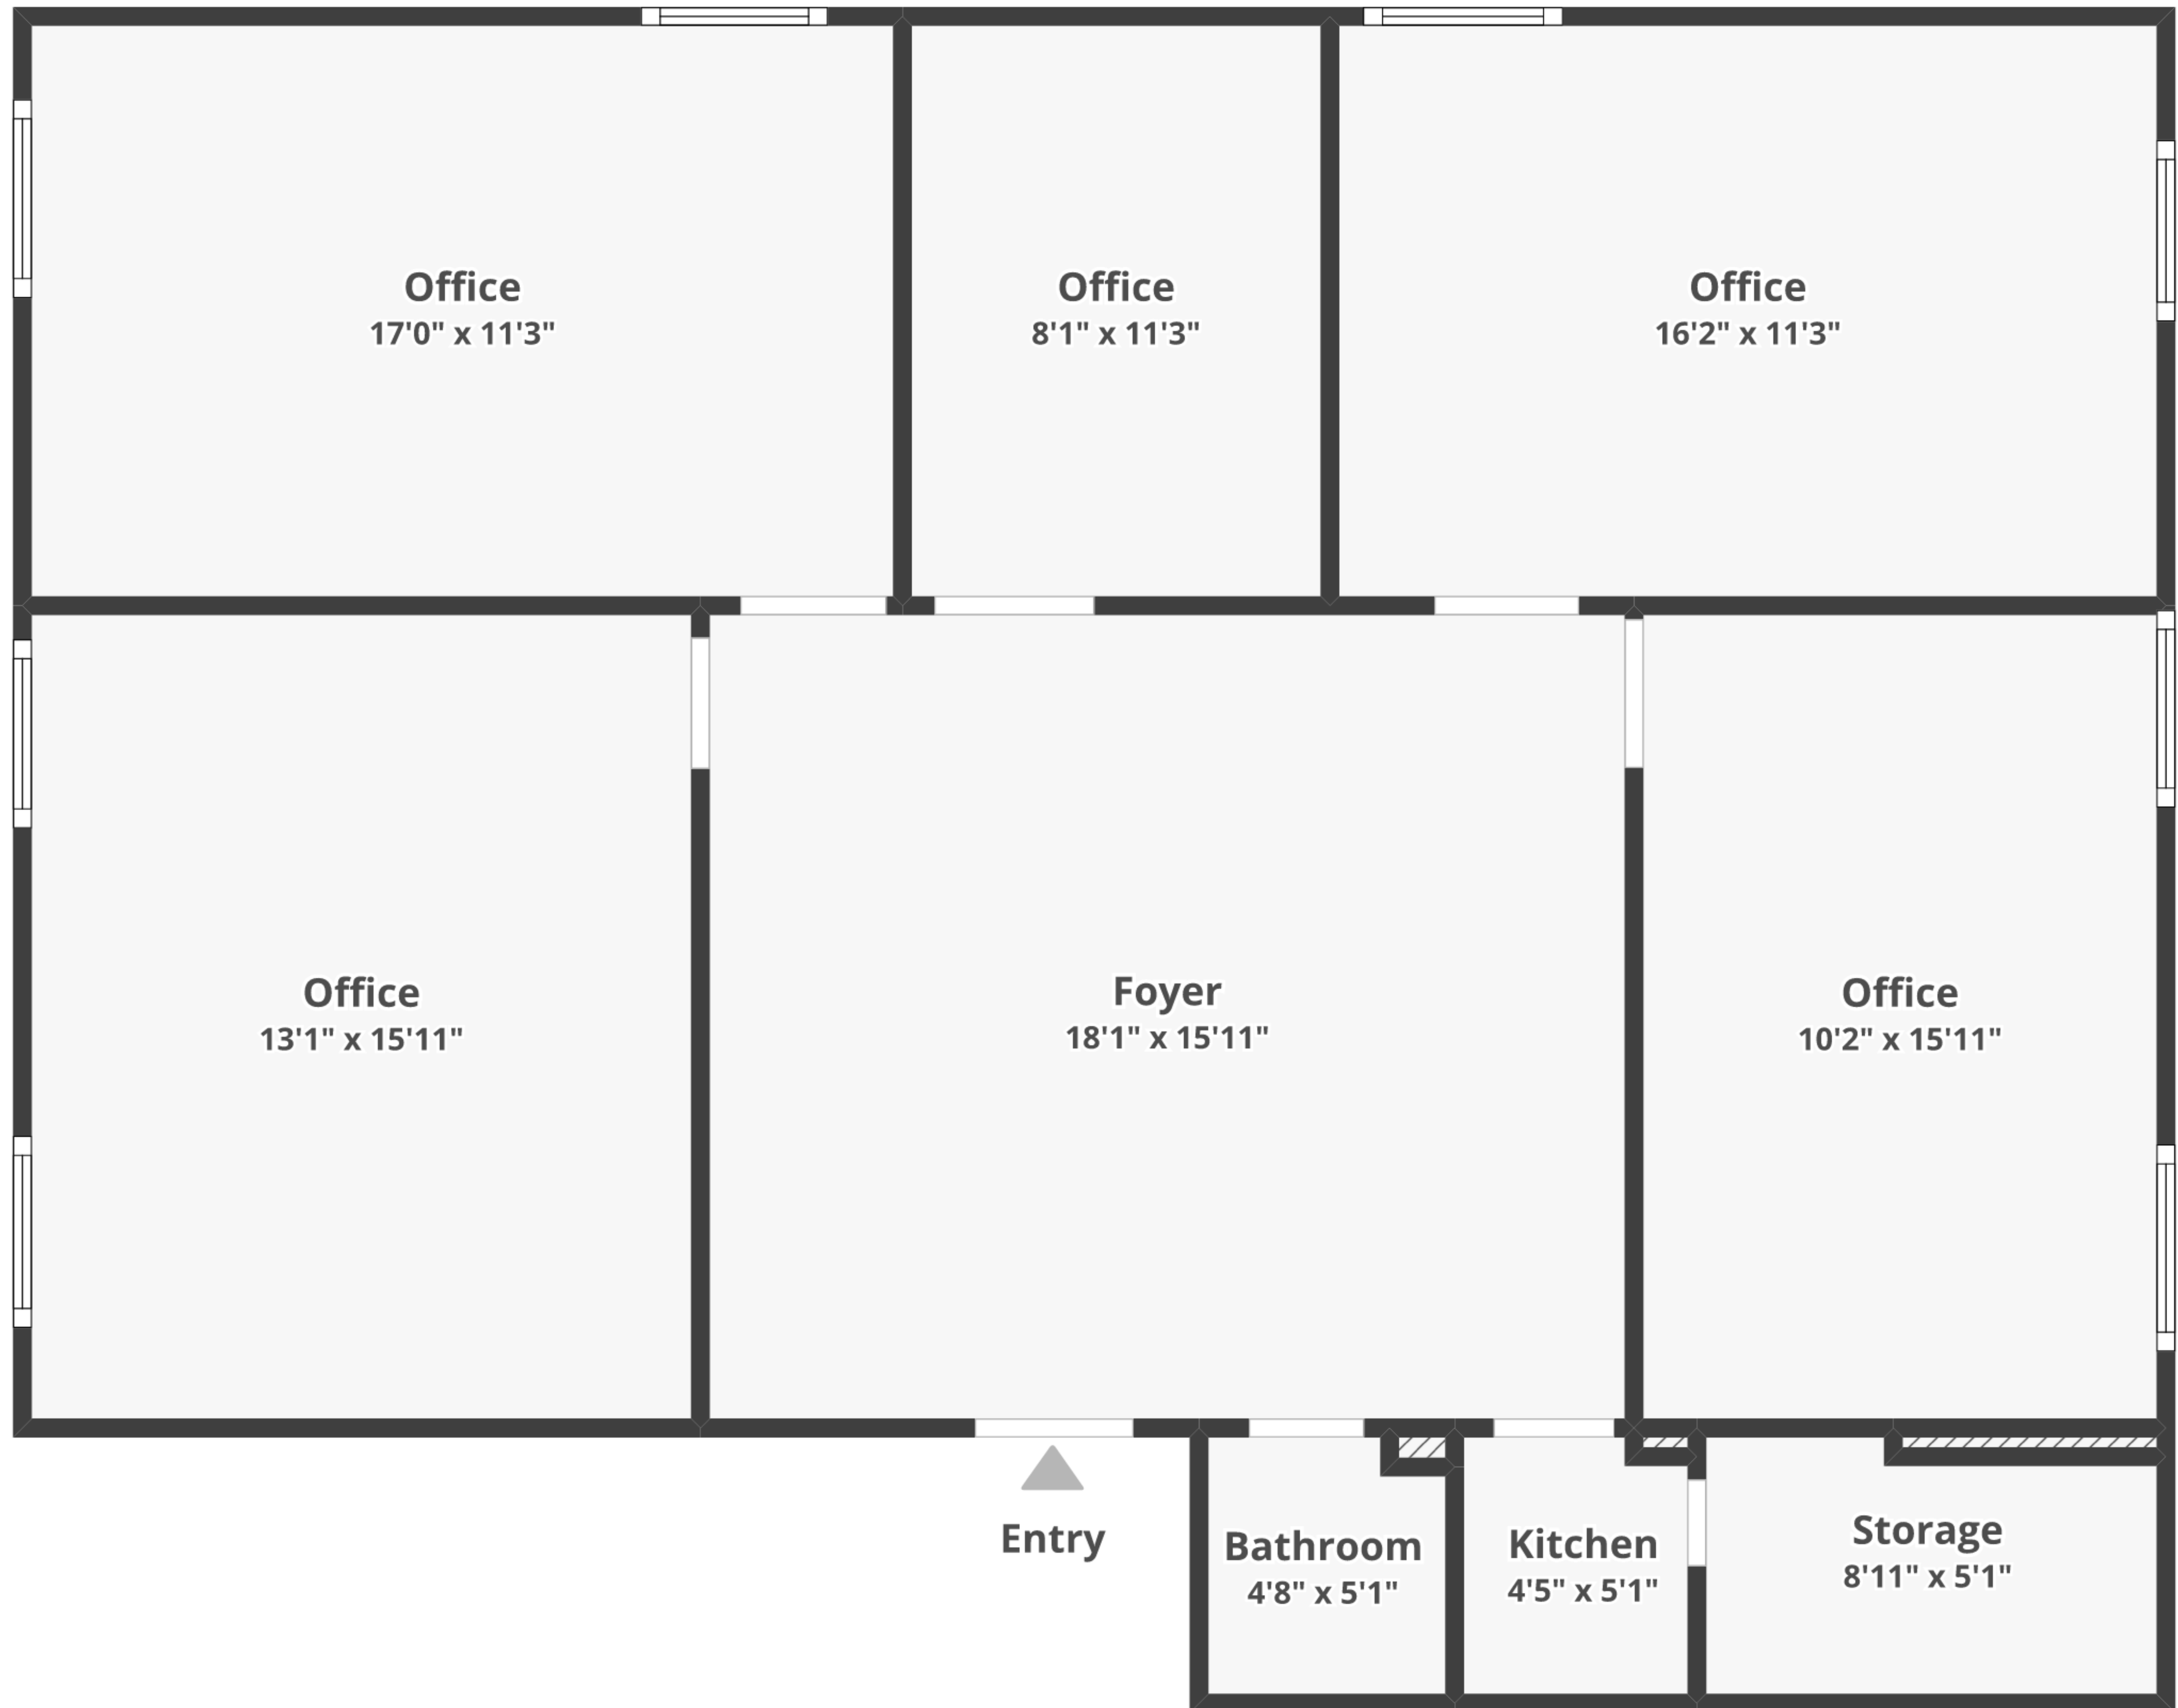 Office
17'0" x 11'3"
Office
8'1" x 11'3"
Office
16'2" x 11'3"
Office
13'1" x 15'11"
Foyer
18'1" x 15'11"
Office
10'2" x 15'11"
Entry
Bathroom
4'8" x 5'1"
Kitchen
4'5" x 5'1"
Storage
8'11" x 5'1"